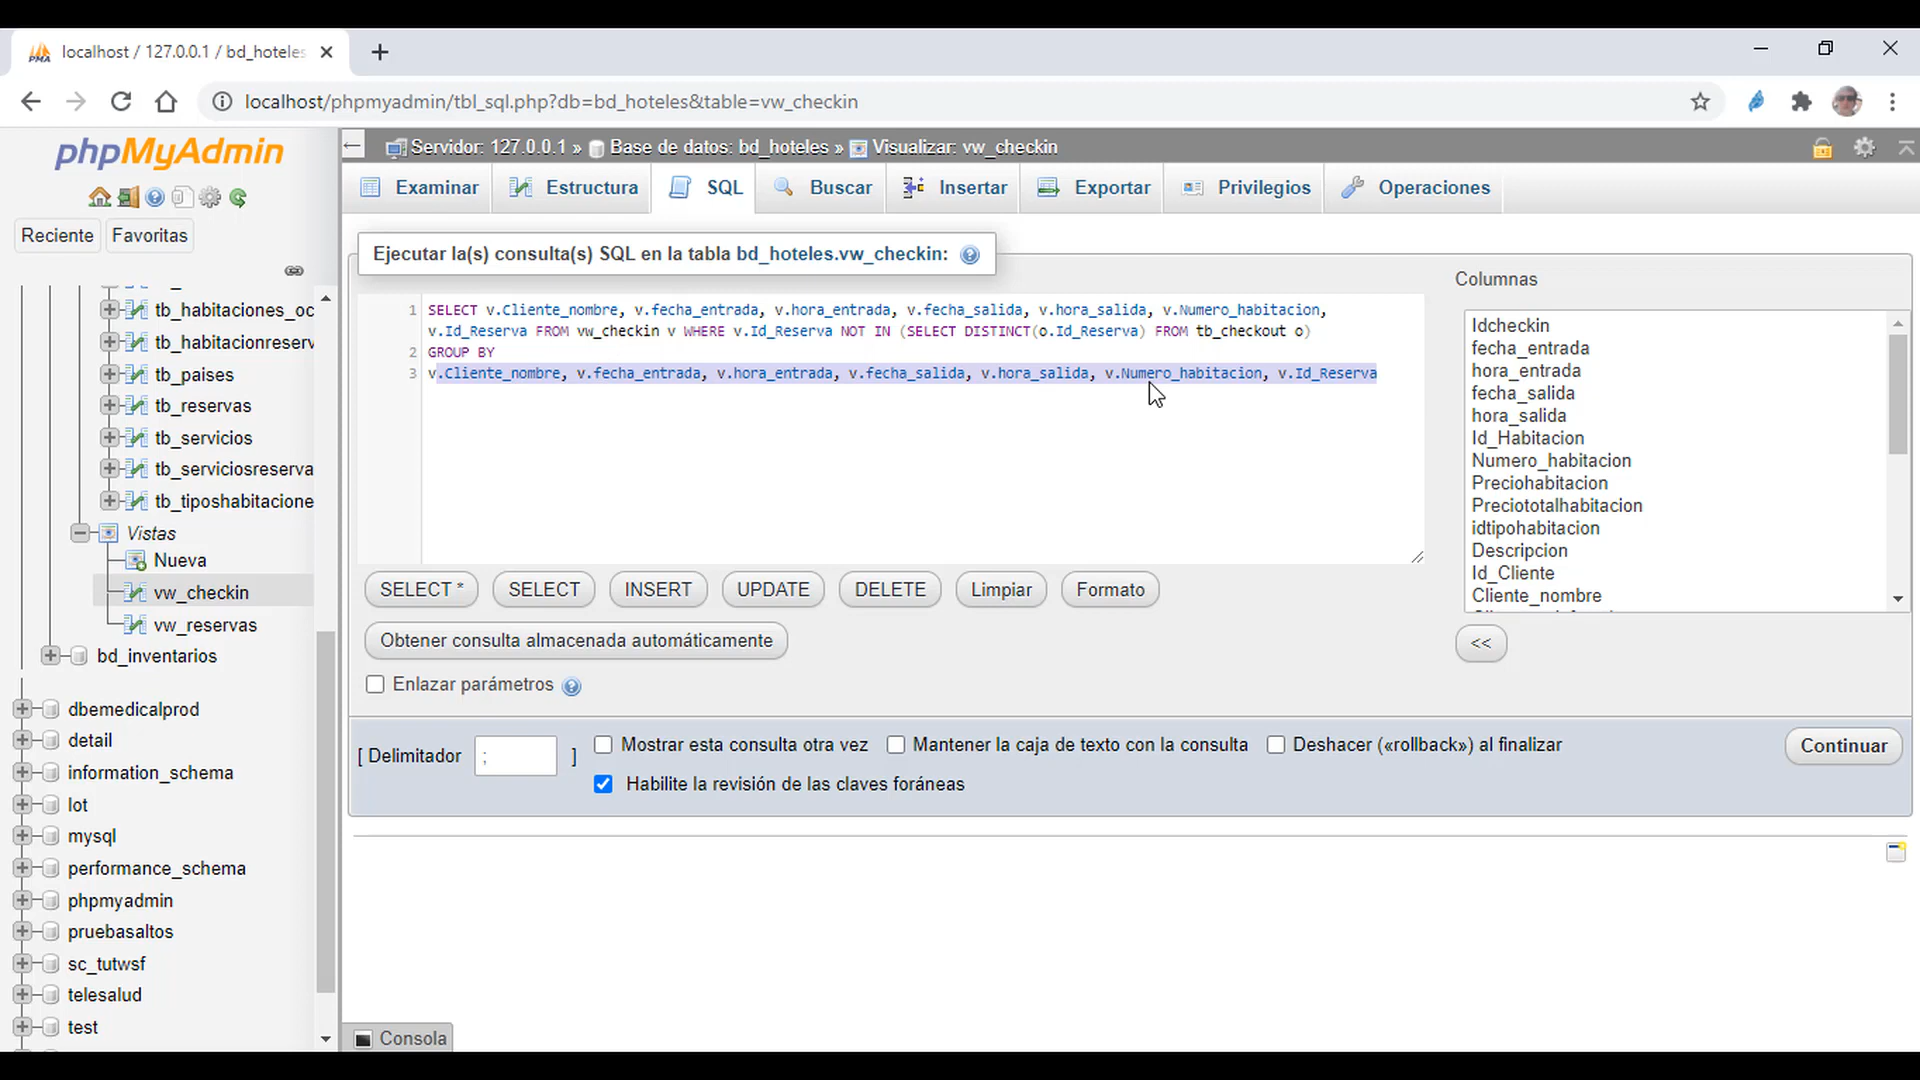 localhost / 127.0.0.1 / bd_hoteles
localhost/phpmyadmin/tbl_sql.php?db=bd_hoteles&table=vw_checkin
phpMyAdmin
Reciente
Favoritas
tb_habitaciones_oc
tb_habitacionreserv
tb_paises
tb_reservas
tb_servicios
tb_serviciosreserva
tb_tiposhabitacione
Vistas
Nueva
vw_checkin
vw_reservas
bd_inventarios
dbemedicalprod
detail
information_schema
lot
mysql
performance_schema
phpmyadmin
pruebasaltos
sc_tutwsf
telesalud
test
Servidor: 127.0.0.1 » Base de datos: bd_hoteles » Visualizar: vw_checkin
Examinar Estructura SQL Buscar Insertar Exportar Privilegios Operaciones
Ejecutar la(s) consulta(s) SQL en la tabla bd_hoteles.vw_checkin:
1 SELECT v.Cliente_nombre, v.fecha_entrada, v.hora_entrada, v.fecha_salida, v.hora_salida, v.Numero_habitacion,
v.Id_Reserva FROM vw_checkin v WHERE v.Id_Reserva NOT IN (SELECT DISTINCT(o.Id_Reserva) FROM tb_checkout o)
2 GROUP BY
3 v.Cliente_nombre, v.fecha_entrada, v.hora_entrada, v.fecha_salida, v.hora_salida, v.Numero_habitacion, v.Id_Reserva
SELECT * SELECT INSERT UPDATE DELETE Limpiar Formato
Obtener consulta almacenada automáticamente
Enlazar parámetros
Columnas
Idcheckin
fecha_entrada
hora_entrada
fecha_salida
hora_salida
Id_Habitacion
Numero_habitacion
Preciohabitacion
Preciototalhabitacion
idtipohabitacion
Descripcion
Id_Cliente
Cliente_nombre
<<
[ Delimitador ; ] Mostrar esta consulta otra vez Mantener la caja de texto con la consulta Deshacer («rollback») al finalizar
Habilite la revisión de las claves foráneas
Continuar
Consola